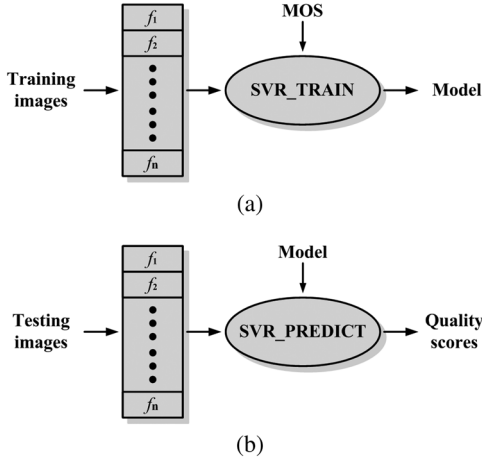 MOS
f1
f2
Training
images
SVR_TRAIN
Model
fn
(a)
Model
f1
f2
Testing
images
SVR_PREDICT
Quality
scores
fn
(b)